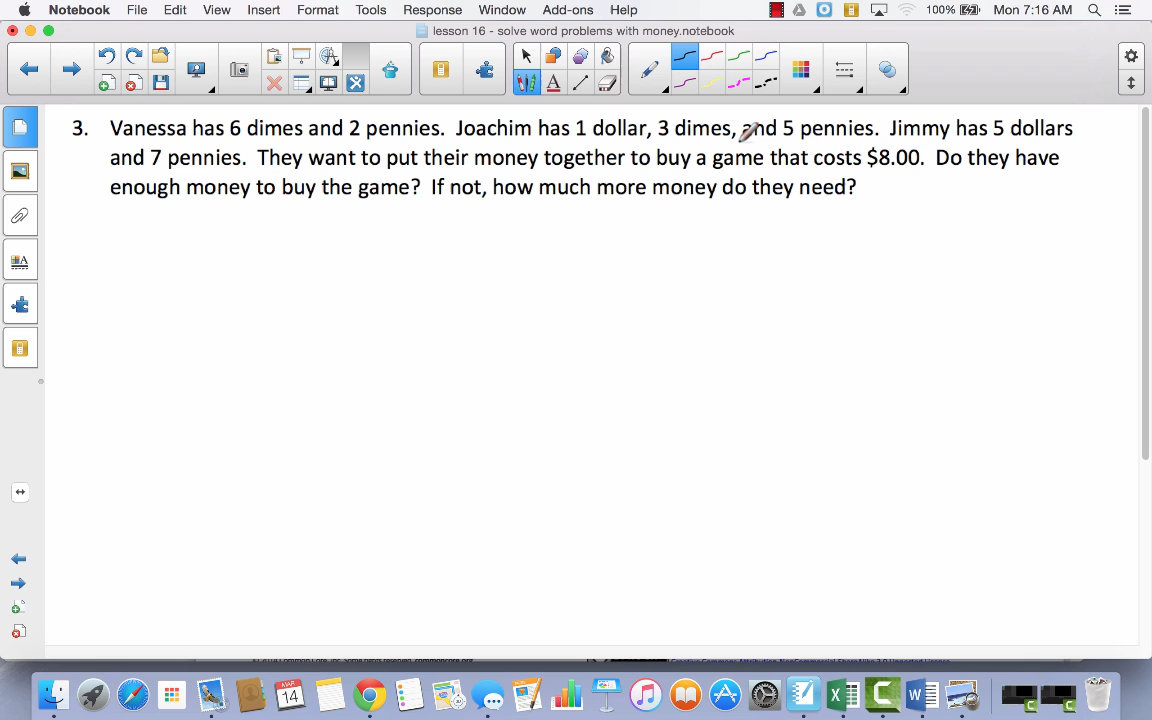 Notebook File Edit View Insert Format Tools Response Window Add-ons Help 100% Mon 7:16 AM
lesson 16 - solve word problems with money.notebook
3. Vanessa has 6 dimes and 2 pennies. Joachim has 1 dollar, 3 dimes, and 5 pennies. Jimmy has 5 dollars
and 7 pennies. They want to put their money together to buy a game that costs $8.00. Do they have
enough money to buy the game? If not, how much more money do they need?
MAR
14